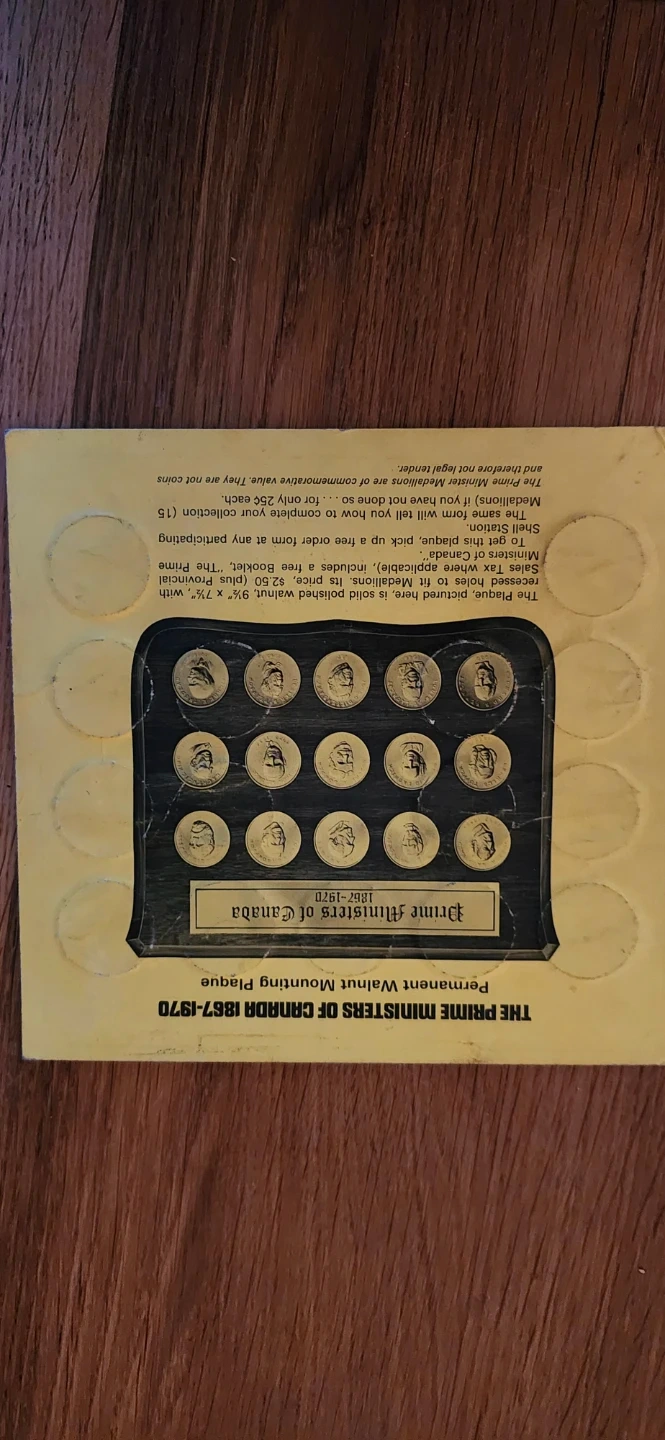 THE PRIME MINISTERS OF CANADA 1867-1970
Permanent Walnut Mounting Plaque
Prime Ministers of Canada
1867-1970
The Plaque, pictured here, is solid polished walnut, 9½" x 7½", with
recessed holes to fit Medallions. Its price, $2.50 (plus Provincial
Sales Tax where applicable), includes a free Booklet, "The Prime
Ministers of Canada".
To get this plaque, pick up a free order form at any participating
Shell Station.
The same form will tell you how to complete your collection (15
Medallions) if you have not done so . . . for only 25¢ each.
The Prime Minister Medallions are of commemorative value. They are not coins
and therefore not legal tender.